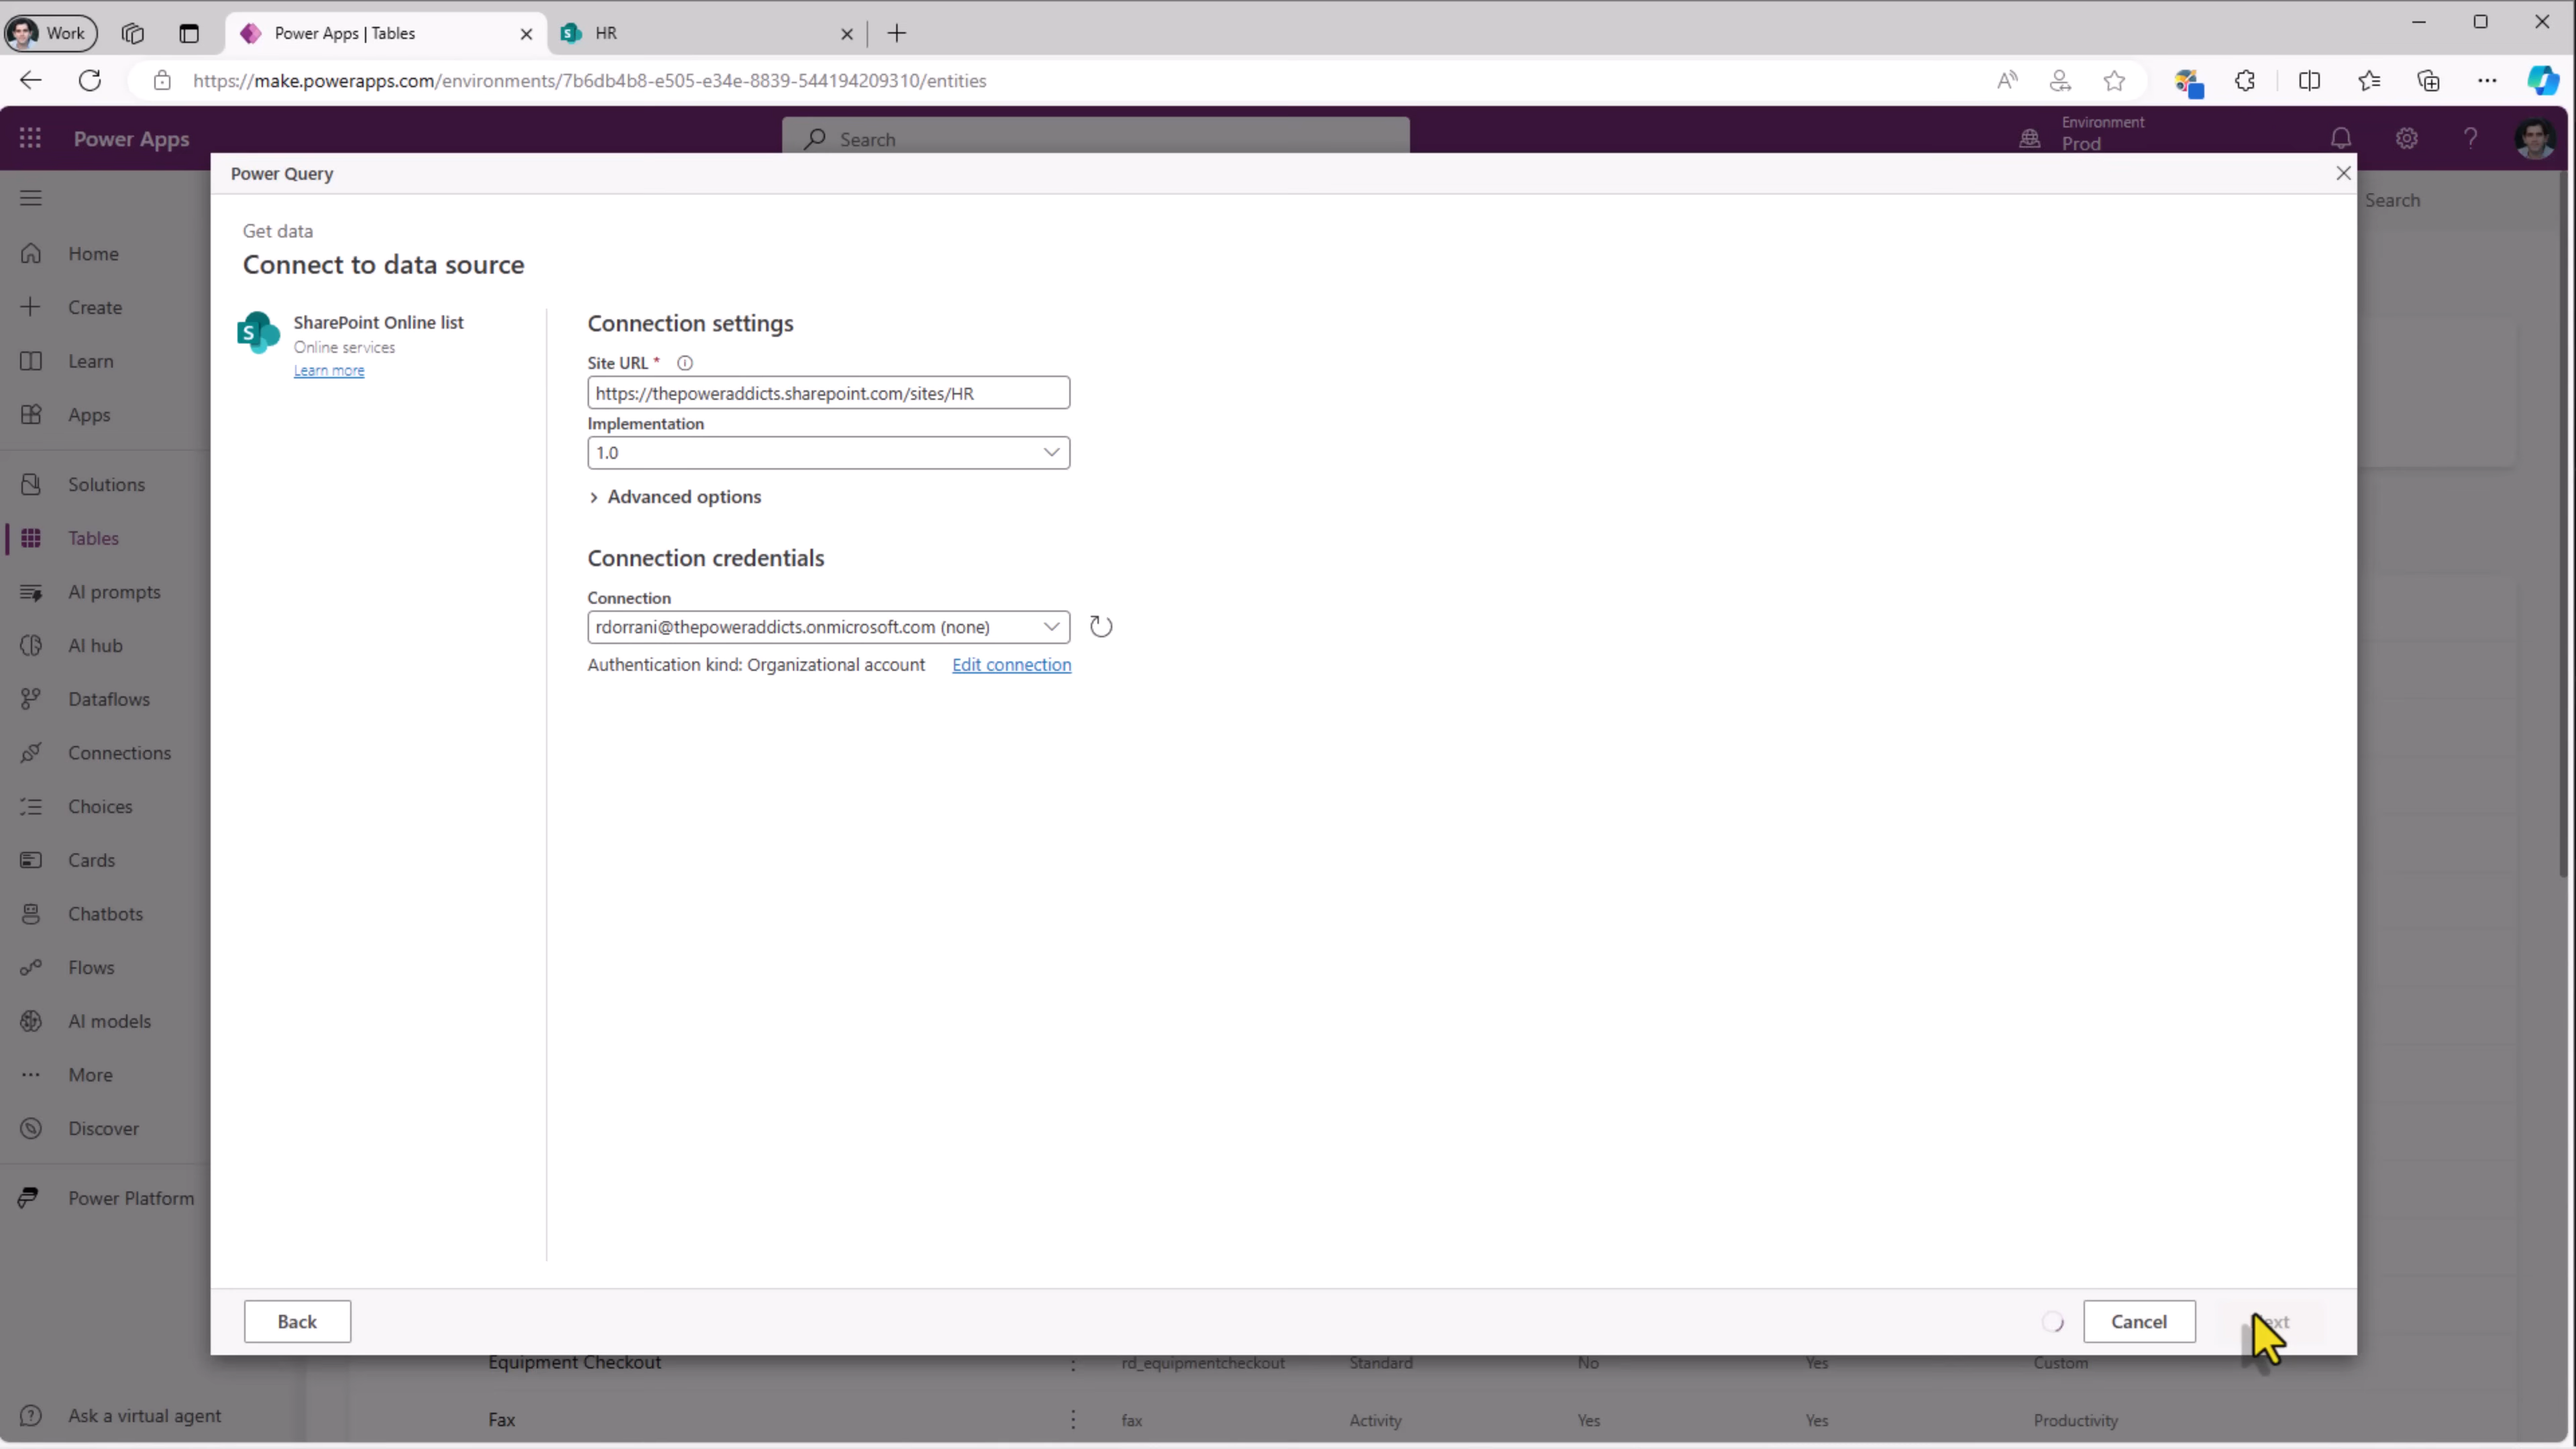 Work
Power Apps | Tables
HR
https://make.powerapps.com/environments/7b6db4b8-e505-e34e-8839-544194209310/entities
Power Apps
Search
Environment
Prod
Power Query
Search
Get data
Connect to data source
Home
Create
Learn
Apps
Solutions
Tables
AI prompts
AI hub
Dataflows
Connections
Choices
Cards
Chatbots
Flows
AI models
More
Discover
Power Platform
Ask a virtual agent
SharePoint Online list
Online services
Learn more
Connection settings
Site URL *
https://thepoweraddicts.sharepoint.com/sites/HR
Implementation
1.0
Advanced options
Connection credentials
Connection
rdorrani@thepoweraddicts.onmicrosoft.com (none)
Authentication kind: Organizational account Edit connection
Back
Cancel
Equipment Checkout rd_equipmentcheckout Standard No Yes Custom
Fax fax Activity Yes Yes Productivity